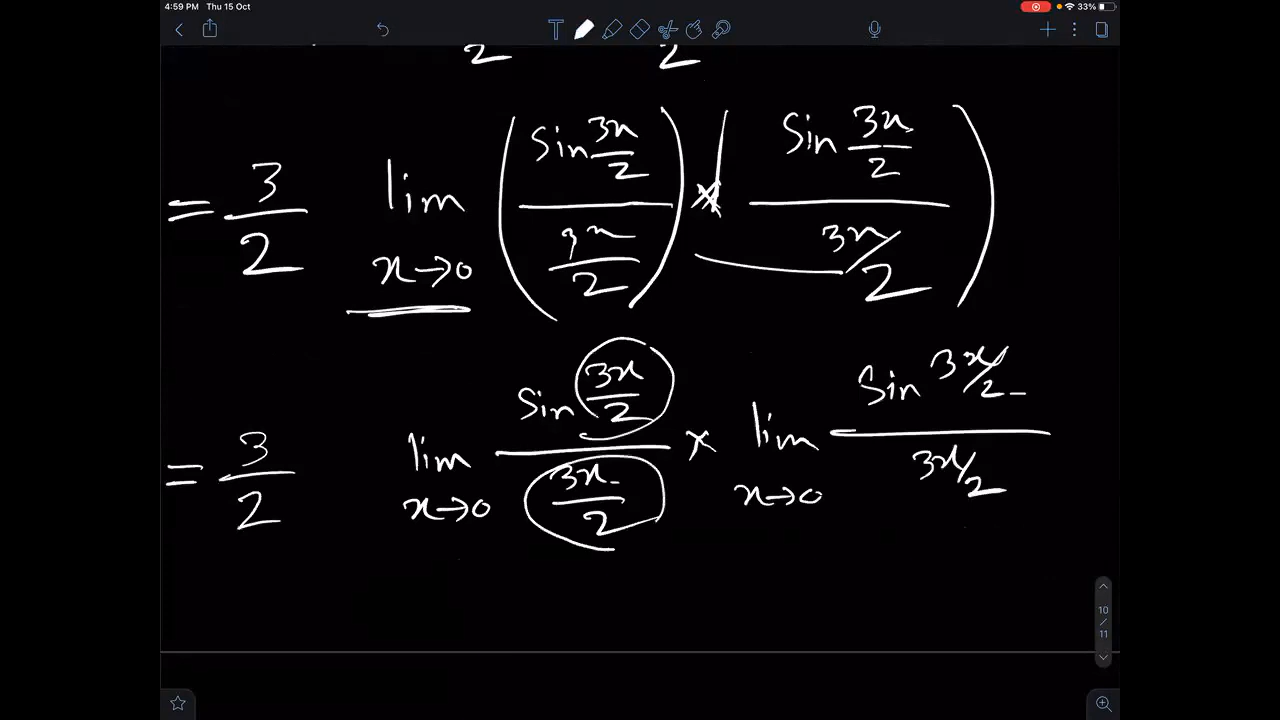 4:59 PM Thu 15 Oct 33%
T
2 2
= 3/2 lim x→0 (sin 3x/2 / 3x/2) × (sin 3x/2 / 3x/2)
= 3/2 lim x→0 sin 3x/2 / 3x/2 × lim x→0 sin 3x/2 / 3x/2
10
/
11